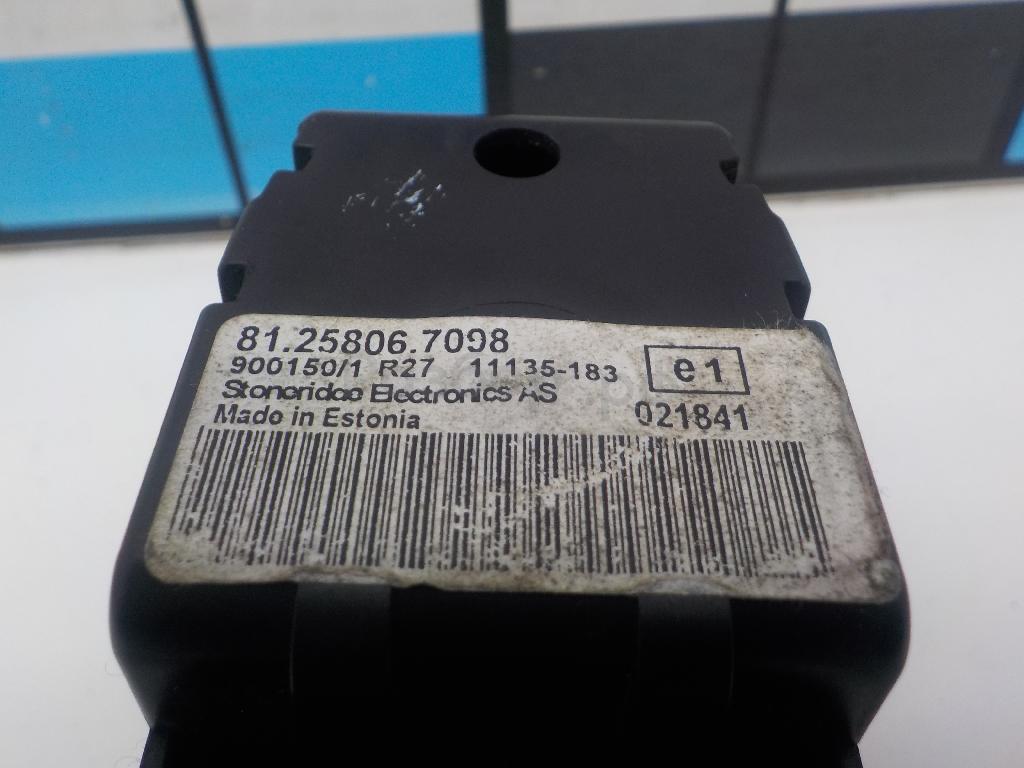 81.25806.7098
900150/1 R27 11135-183
e1
Stoneridge Electronics AS
021841
Made in Estonia